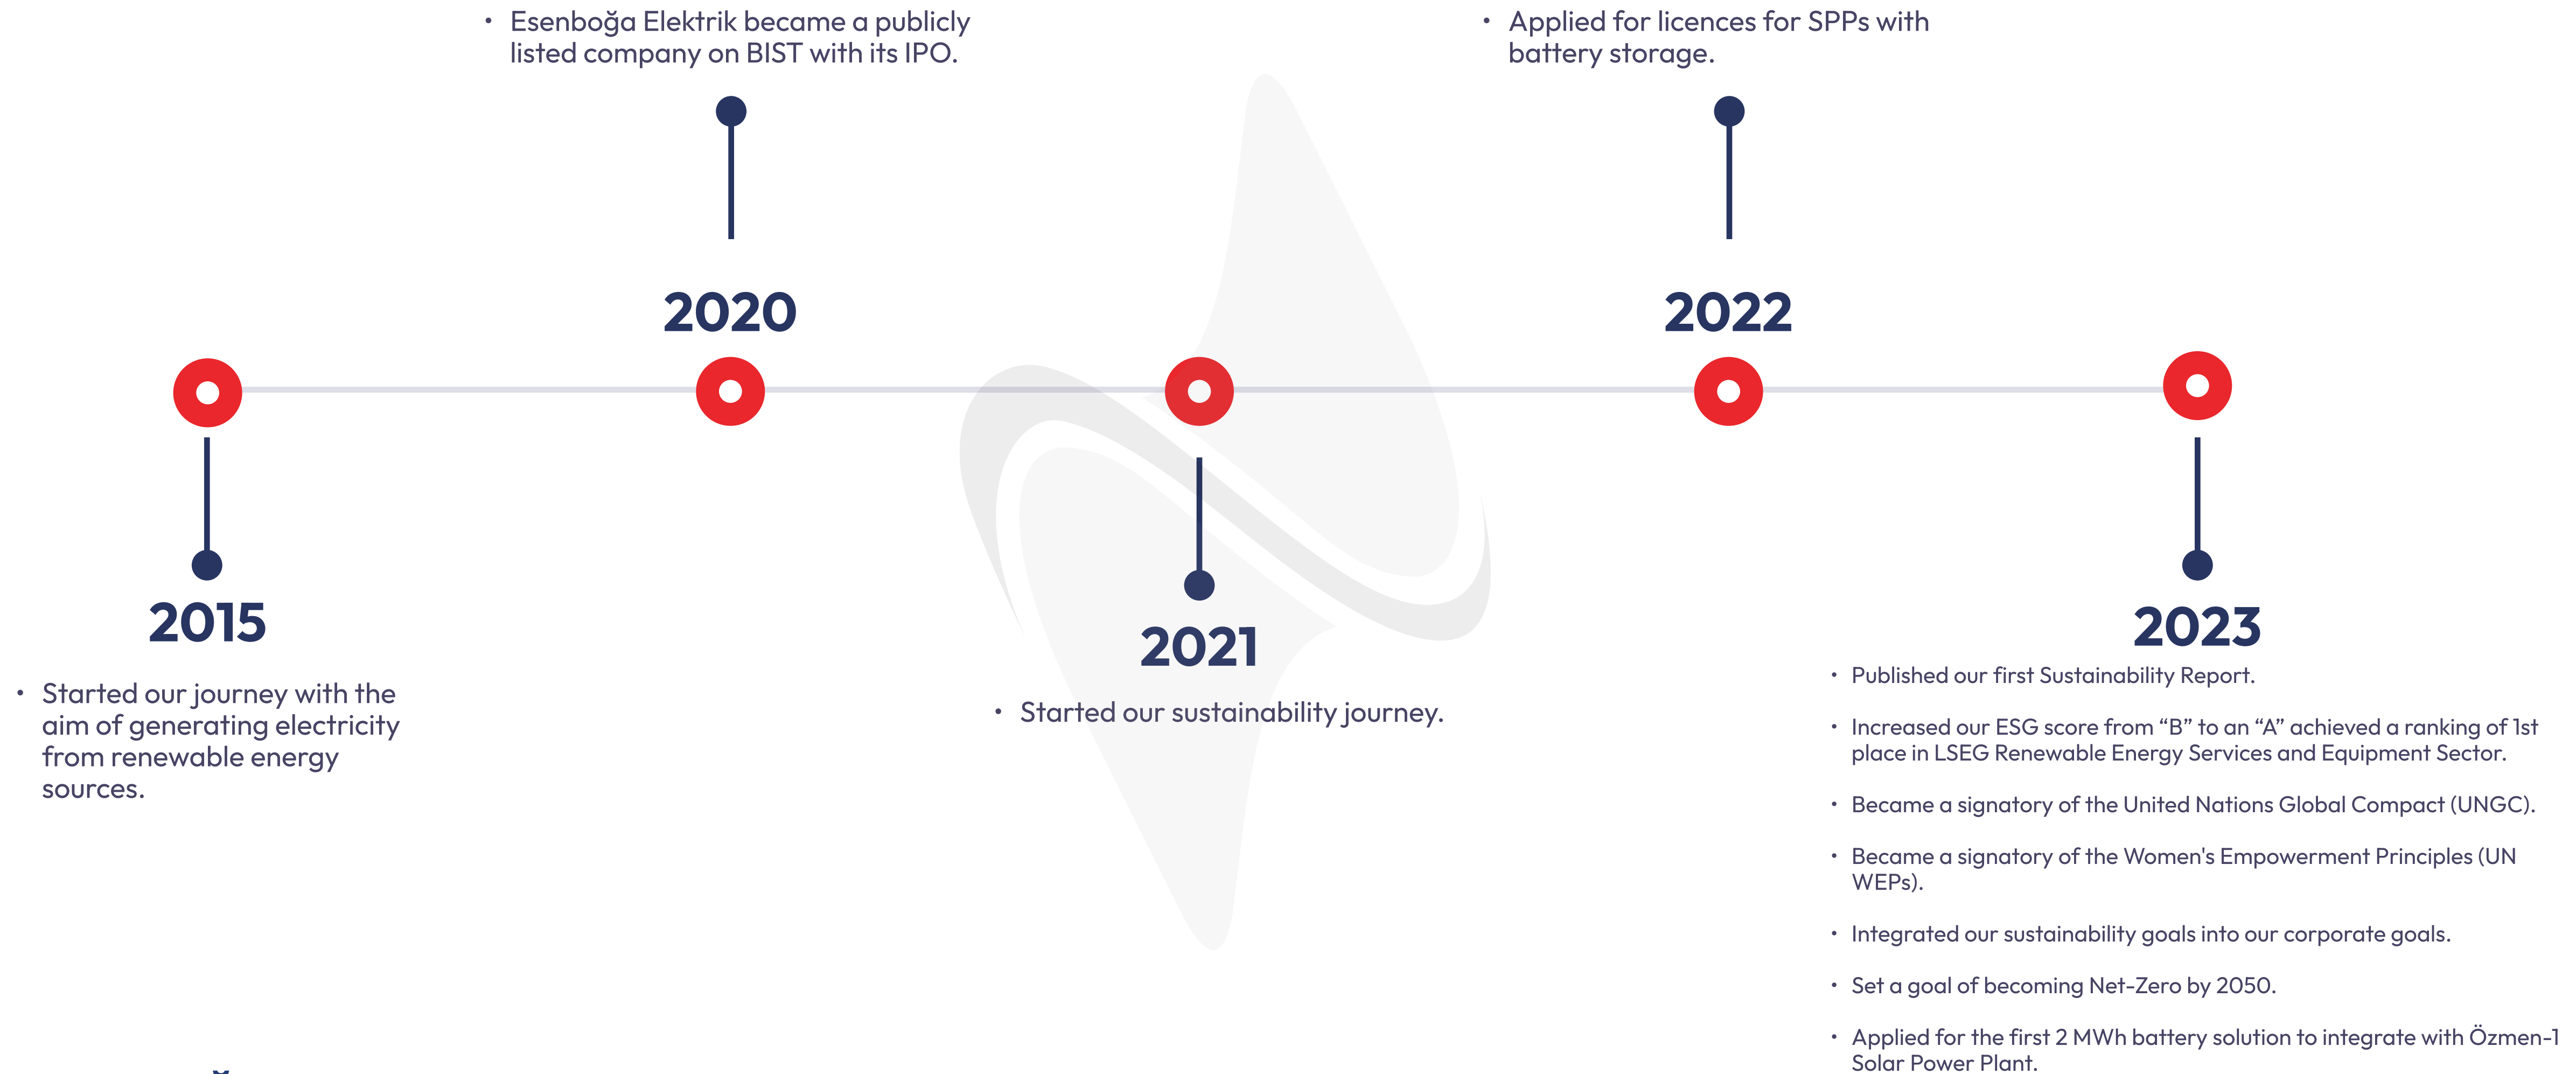 • Esenboğa Elektrik became a publicly
listed company on BIST with its IPO.
• Applied for licences for SPPs with
battery storage.
2020
2022
2015
• Started our journey with the
aim of generating electricity
from renewable energy
sources.
2021
• Started our sustainability journey.
2023
• Published our first Sustainability Report.
• Increased our ESG score from “B” to an “A” achieved a ranking of 1st
place in LSEG Renewable Energy Services and Equipment Sector.
• Became a signatory of the United Nations Global Compact (UNGC).
• Became a signatory of the Women's Empowerment Principles (UN
WEPs).
• Integrated our sustainability goals into our corporate goals.
• Set a goal of becoming Net-Zero by 2050.
• Applied for the first 2 MWh battery solution to integrate with Özmen-1
Solar Power Plant.